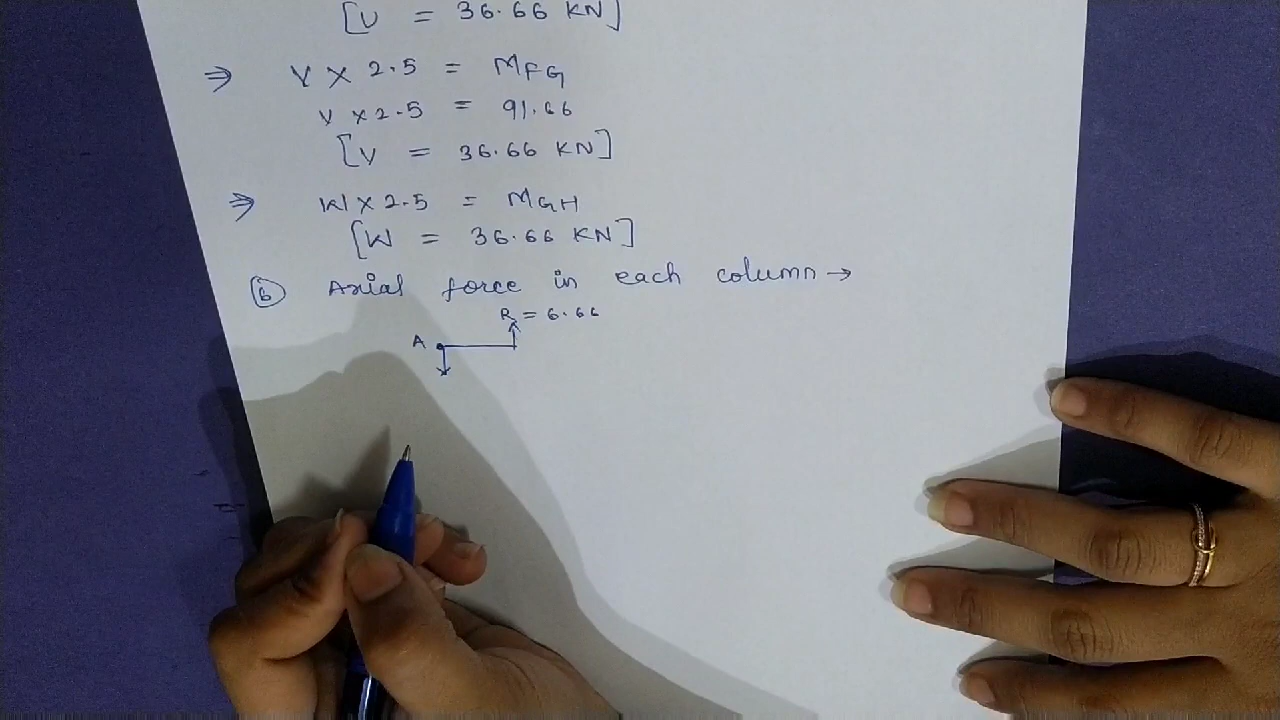 [U = 36.66 KN]
⇒ V × 2.5 = MFG
V × 2.5 = 91.66
[V = 36.66 KN]
⇒ W × 2.5 = MGH
[W = 36.66 KN]
(b) Axial force in each column →
R = 6.66
A